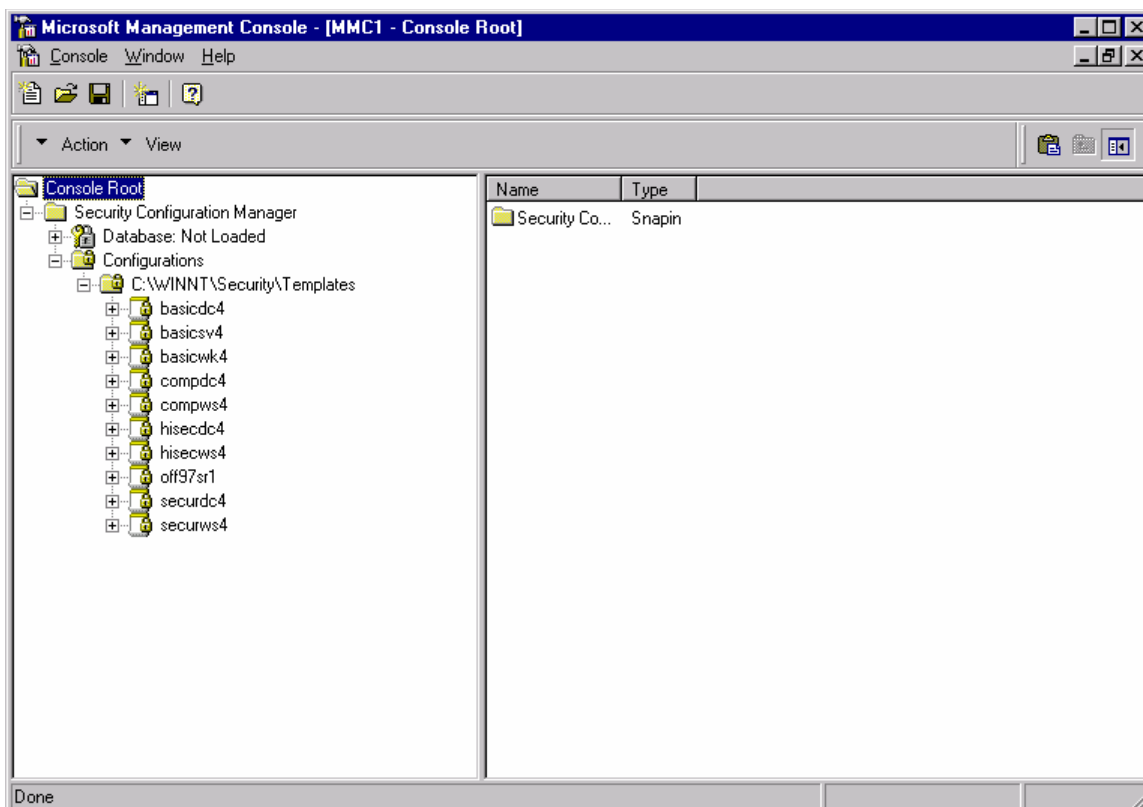 Microsoft Management Console - [MMC1 - Console Root]
Console Window Help
Action View
Console Root
Security Configuration Manager
Database: Not Loaded
Configurations
C:\WINNT\Security\Templates
basicdc4
basicsv4
basicwk4
compdc4
compws4
hisecdc4
hisecws4
off97sr1
securdc4
securws4
Name Type
Security Co... Snapin
Done